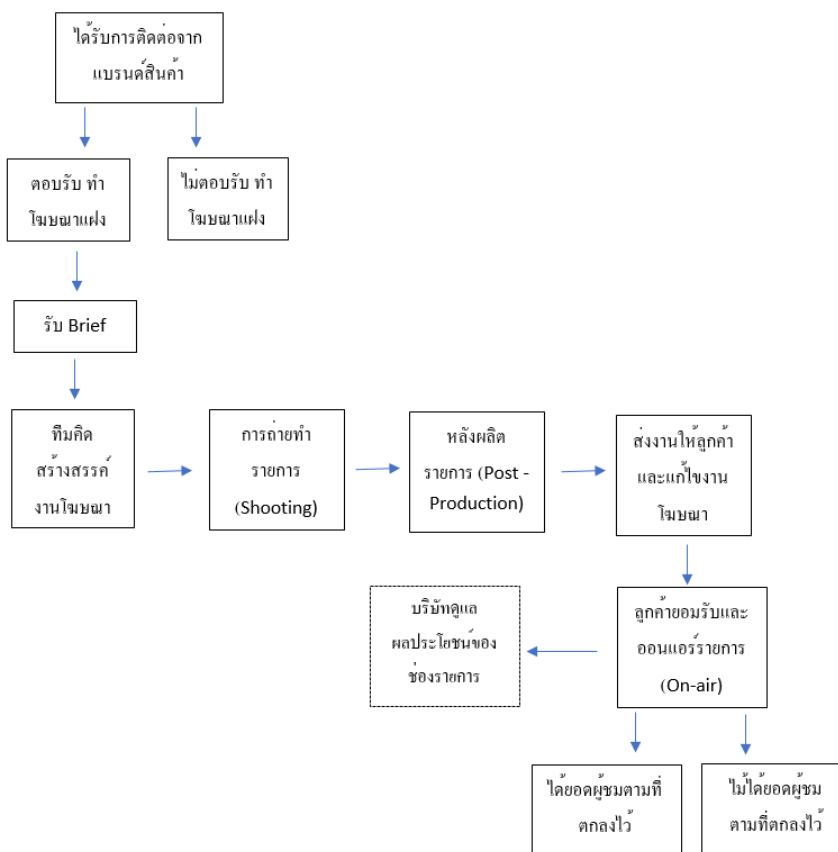 ได้รับการติดต่อจาก
แบรนด์สินค้า
ตอบรับ ทำ
โฆษณาแฝง
ไม่ตอบรับ ทำ
โฆษณาแฝง
รับ Brief
ทีมคิด
สร้างสรรค์
งานโฆษณา
การถ่ายทำ
รายการ
(Shooting)
หลังผลิต
รายการ (Post -
Production)
ส่งงานให้ลูกค้า
และแก้ไขงาน
โฆษณา
บริษัทดูแล
ผลประโยชน์ของ
ช่องรายการ
ลูกค้ายอมรับและ
ออนแอร์รายการ
(On-air)
ได้ยอดผู้ชมตามที่
ตกลงไว้
ไม้ได้ยอดผู้ชม
ตามที่ตกลงไว้